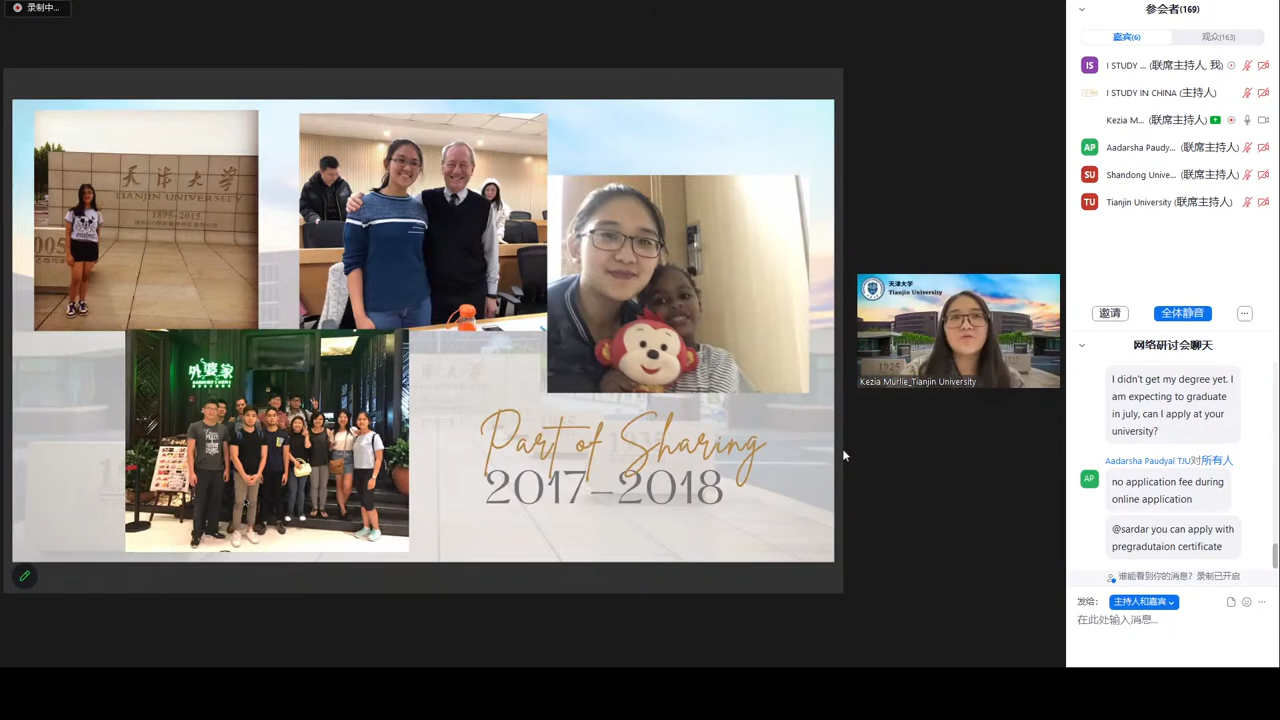 录制中...
天津大学
TIANJIN UNIVERSITY
1895-2015
外婆家
Part of Sharing
2017–2018
天津大学
Tianjin University
Kezia Murlie_Tianjin University
参会者(169)
嘉宾(6)
观众(163)
IS I STUDY ... (联席主持人, 我)
I STUDY IN CHINA (主持人)
Kezia M... (联席主持人)
AP Aadarsha Paudy... (联席主持人)
SU Shandong Unive... (联席主持人)
TU Tianjin University (联席主持人)
邀请
全体静音
...
网络研讨会聊天
I didn't get my degree yet. I
am expecting to graduate
in july, can I apply at your
university?
Aadarsha Paudyal TJU对所有人
AP
no application fee during
online application
@sardar you can apply with
pregradutaion certificate
谁能看到你的消息? 录制已开启
发给: 主持人和嘉宾
在此处输入消息...